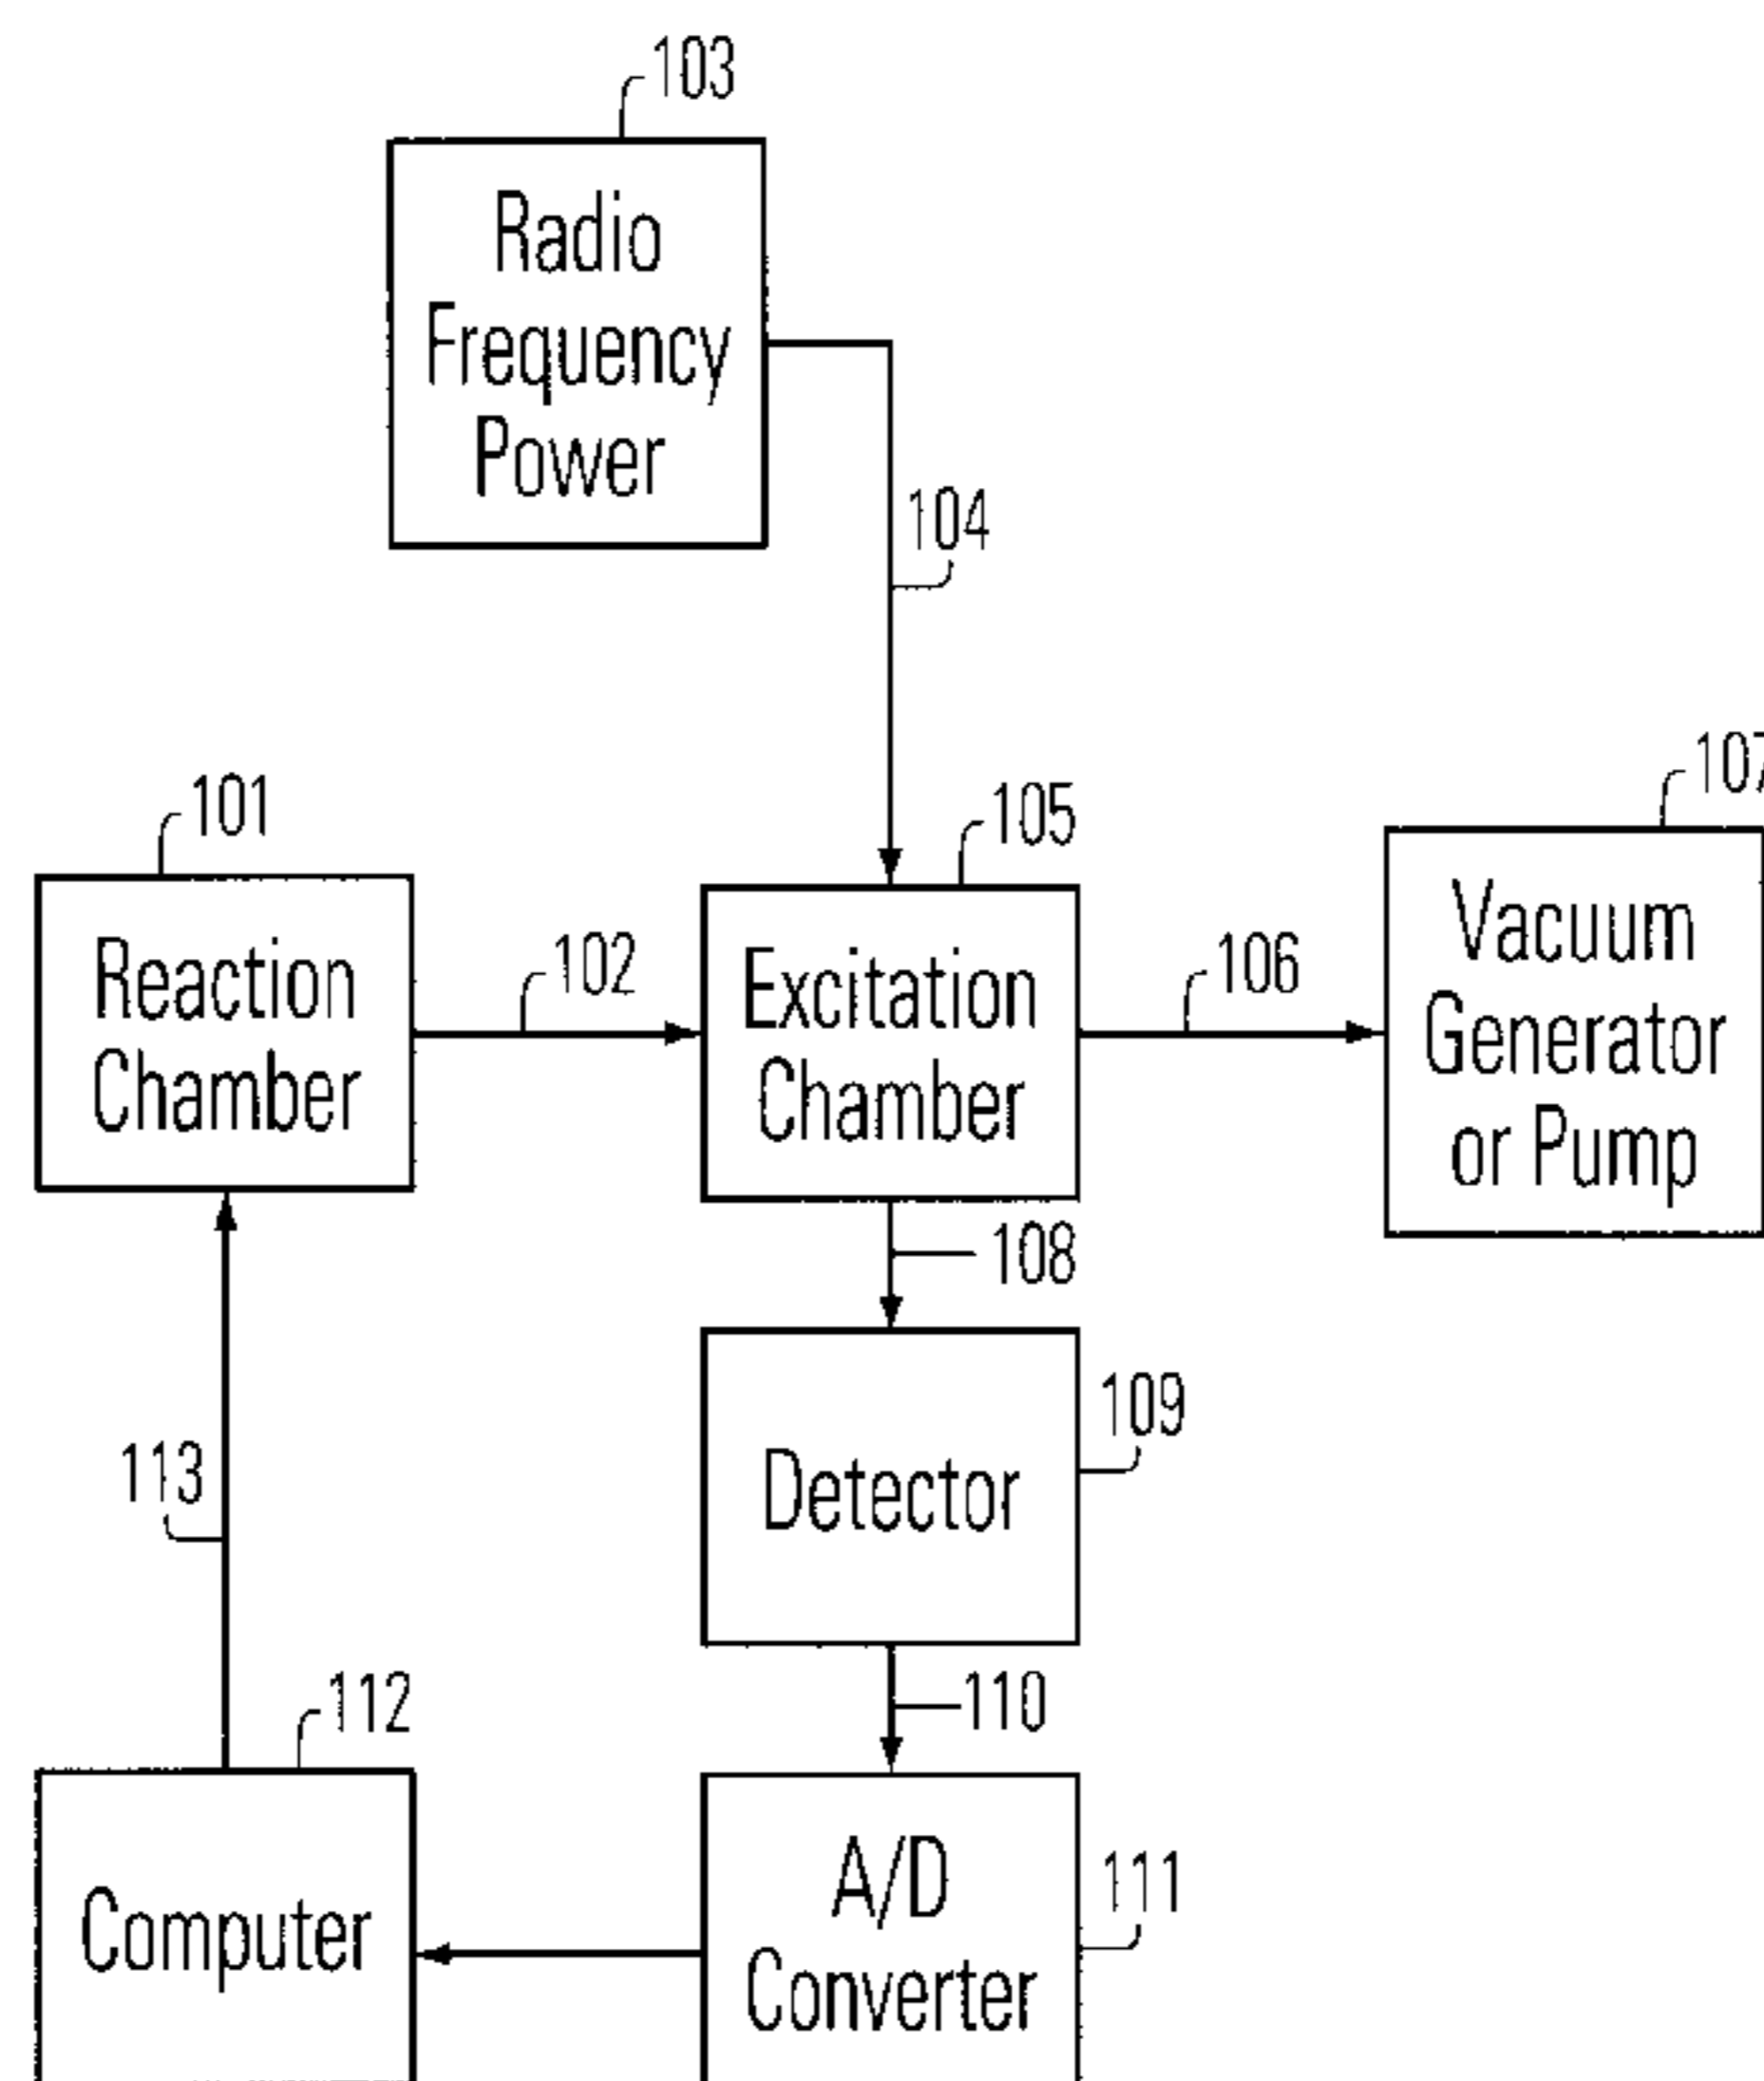 103
Radio
Frequency
Power
104
101
105
107
Reaction
Chamber
102
Excitation
Chamber
106
Vacuum
Generator
or Pump
108
Detector
109
113
110
112
Computer
A/D
Converter
111